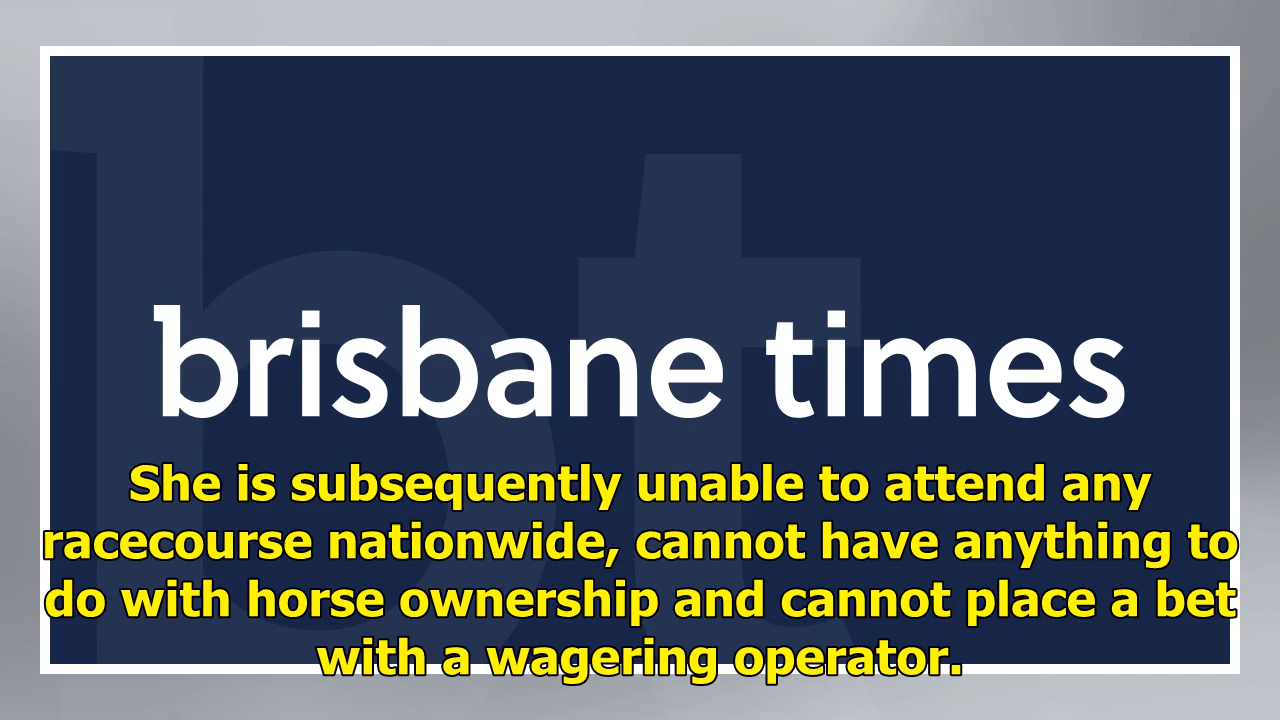 brisbane times
She is subsequently unable to attend any
racecourse nationwide, cannot have anything to
do with horse ownership and cannot place a bet
with a wagering operator.